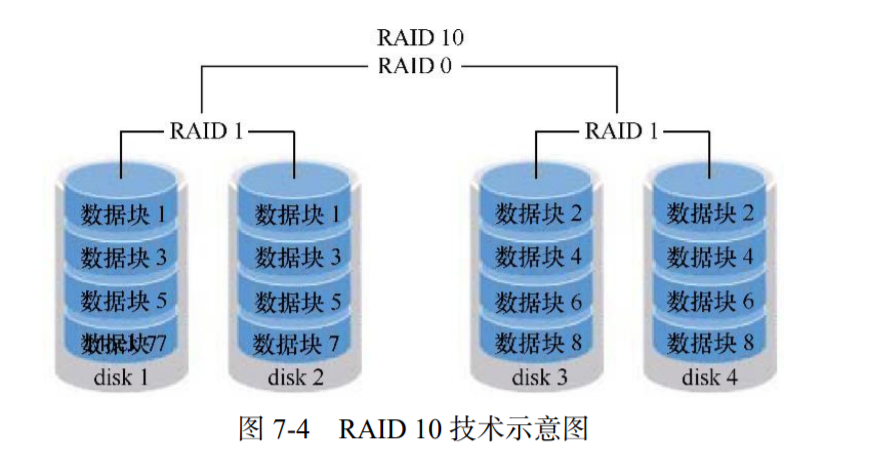 RAID 10
RAID 0
RAID 1 RAID 1
数据块 1 数据块 1 数据块 2 数据块 2
数据块 3 数据块 3 数据块 4 数据块 4
数据块 5 数据块 5 数据块 6 数据块 6
数据块 7 数据块 7 数据块 8 数据块 8
disk 1 disk 2 disk 3 disk 4
图 7-4 RAID 10 技术示意图